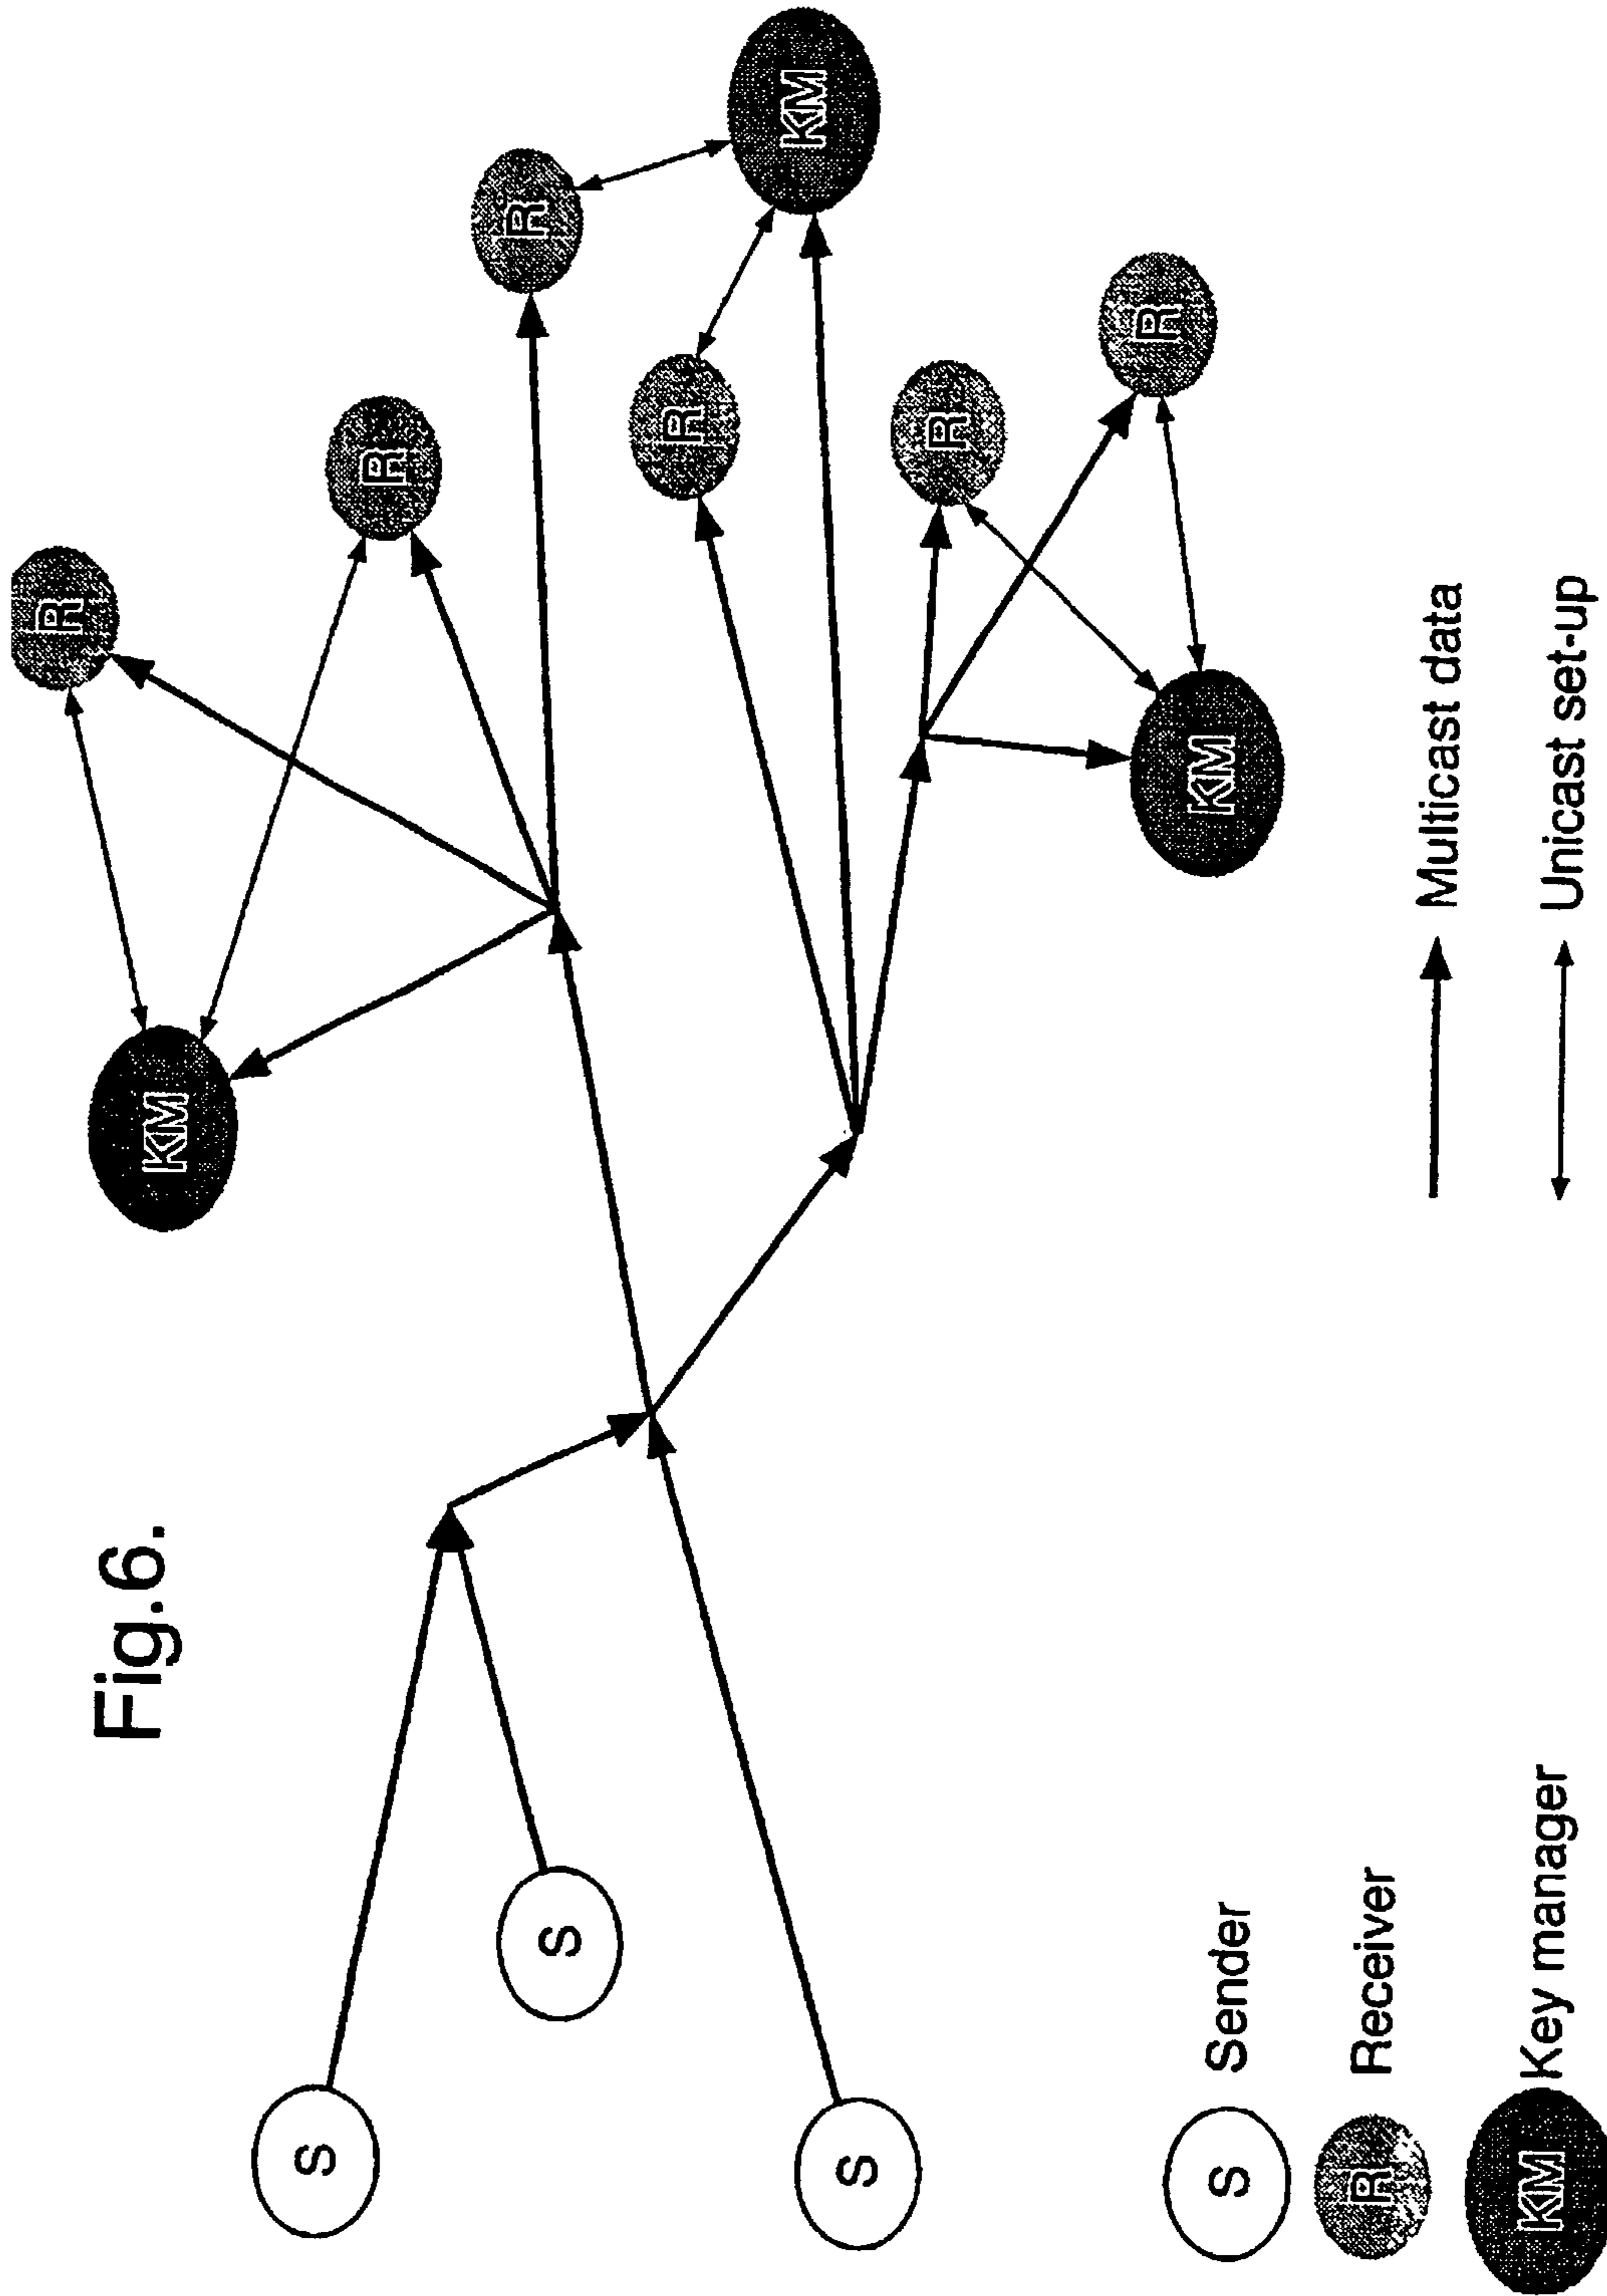 Fig.6.
S
S
S
KM
R
R
R
R
KM
R
R
KM
S Sender
R Receiver
KM Key manager
Multicast data
Unicast set-up